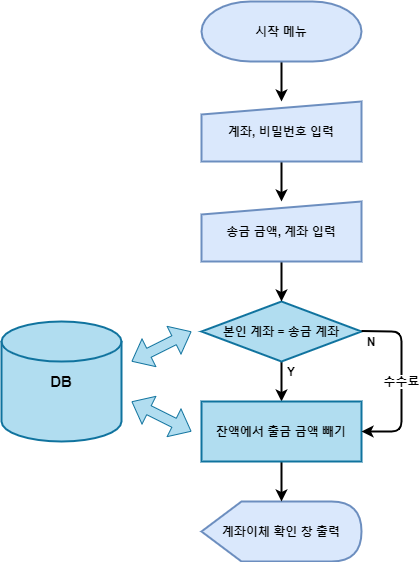 시작 메뉴
계좌, 비밀번호 입력
송금 금액, 계좌 입력
본인 계좌 = 송금 계좌
N
DB
Y
수수료
잔액에서 출금 금액 빼기
계좌이체 확인 창 출력